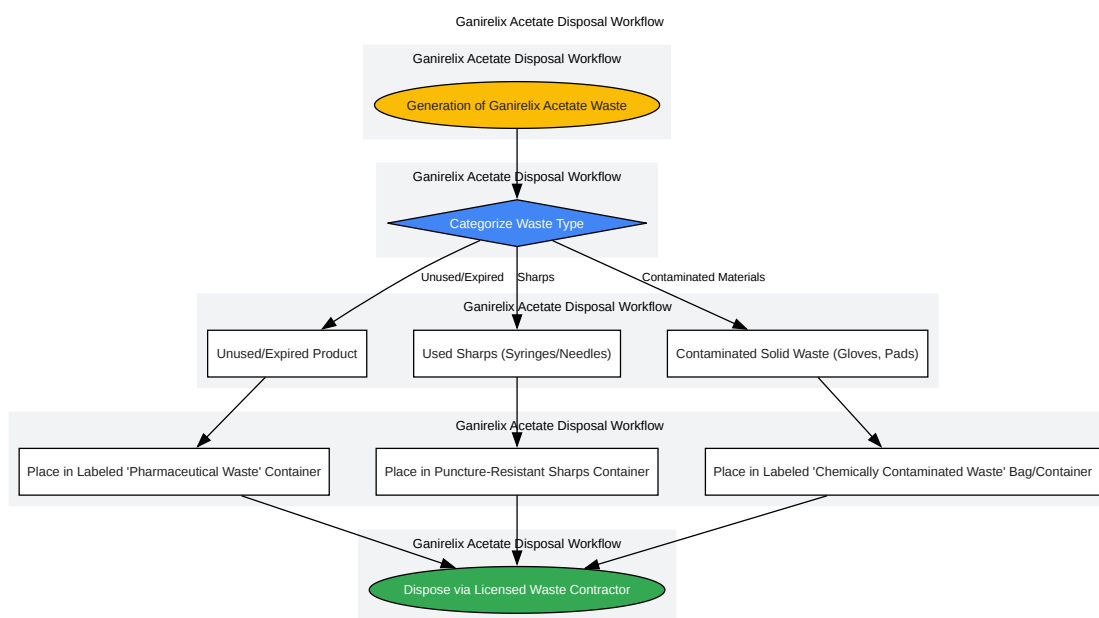 Ganirelix Acetate Disposal Workflow
Ganirelix Acetate Disposal Workflow
Generation of Ganirelix Acetate Waste
Ganirelix Acetate Disposal Workflow
Categorize Waste Type
Unused/Expired
Sharps
Contaminated Materials
Ganirelix Acetate Disposal Workflow
Unused/Expired Product
Used Sharps (Syringes/Needles)
Contaminated Solid Waste (Gloves, Pads)
Ganirelix Acetate Disposal Workflow
Place in Labeled 'Pharmaceutical Waste' Container
Place in Puncture-Resistant Sharps Container
Place in Labeled 'Chemically Contaminated Waste' Bag/Container
Ganirelix Acetate Disposal Workflow
Dispose via Licensed Waste Contractor